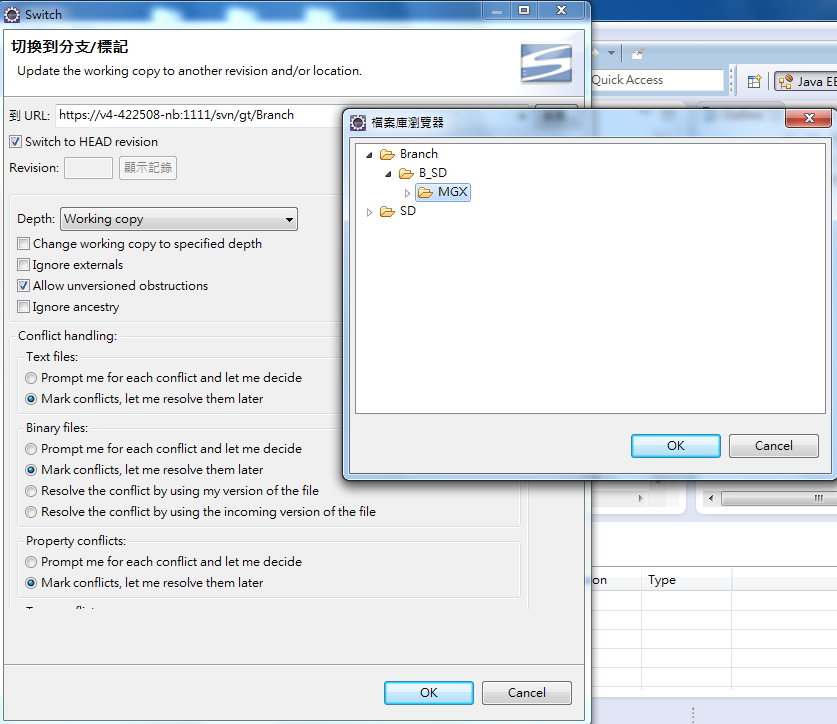 Switch
切換到分支/標記
Update the working copy to another revision and/or location.
到 URL: https://v4-422508-nb:1111/svn/gt/Branch
Switch to HEAD revision
Revision: 顯示記錄
Depth: Working copy
Change working copy to specified depth
Ignore externals
Allow unversioned obstructions
Ignore ancestry
Conflict handling:
Text files:
Prompt me for each conflict and let me decide
Mark conflicts, let me resolve them later
Binary files:
Prompt me for each conflict and let me decide
Mark conflicts, let me resolve them later
Resolve the conflict by using my version of the file
Resolve the conflict by using the incoming version of the file
Property conflicts:
Prompt me for each conflict and let me decide
Mark conflicts, let me resolve them later
OK Cancel
Quick Access
Java EE
檔案庫瀏覽器
Branch
B_SD
MGX
SD
OK Cancel
on Type